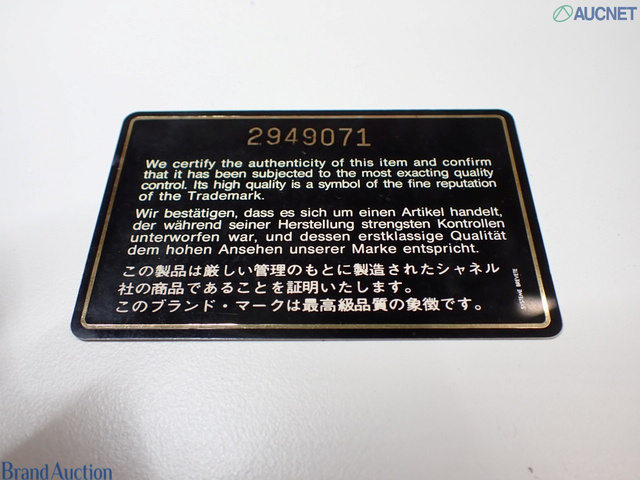 AUCNET
2949071
We certify the authenticity of this item and confirm
that it has been subjected to the most exacting quality
control. Its high quality is a symbol of the fine reputation
of the Trademark.
Wir bestätigen, dass es sich um einen Artikel handelt,
der während seiner Herstellung strengsten Kontrollen
unterworfen war, und dessen erstklassige Qualität
dem hohen Ansehen unserer Marke entspricht.
この製品は厳しい管理のもとに製造されたシャネル
社の商品であることを証明いたします。
このブランド・マークは最高級品質の象徴です。
SYSTEME BREVETE
Brand Auction